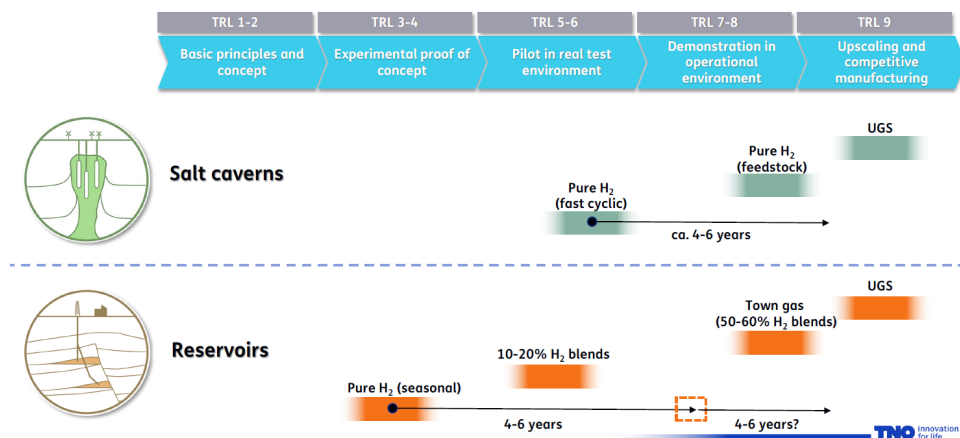 TRL 1-2
TRL 3-4
TRL 5-6
TRL 7-8
TRL 9
Basic principles and
concept
Experimental proof of
concept
Pilot in real test
environment
Demonstration in
operational
environment
Upscaling and
competitive
manufacturing
Salt caverns
UGS
Pure H₂
(feedstock)
Pure H₂
(fast cyclic)
ca. 4-6 years
Reservoirs
UGS
Town gas
(50-60% H₂ blends)
10-20% H₂ blends
Pure H₂ (seasonal)
4-6 years
4-6 years?
TNO innovation
for life